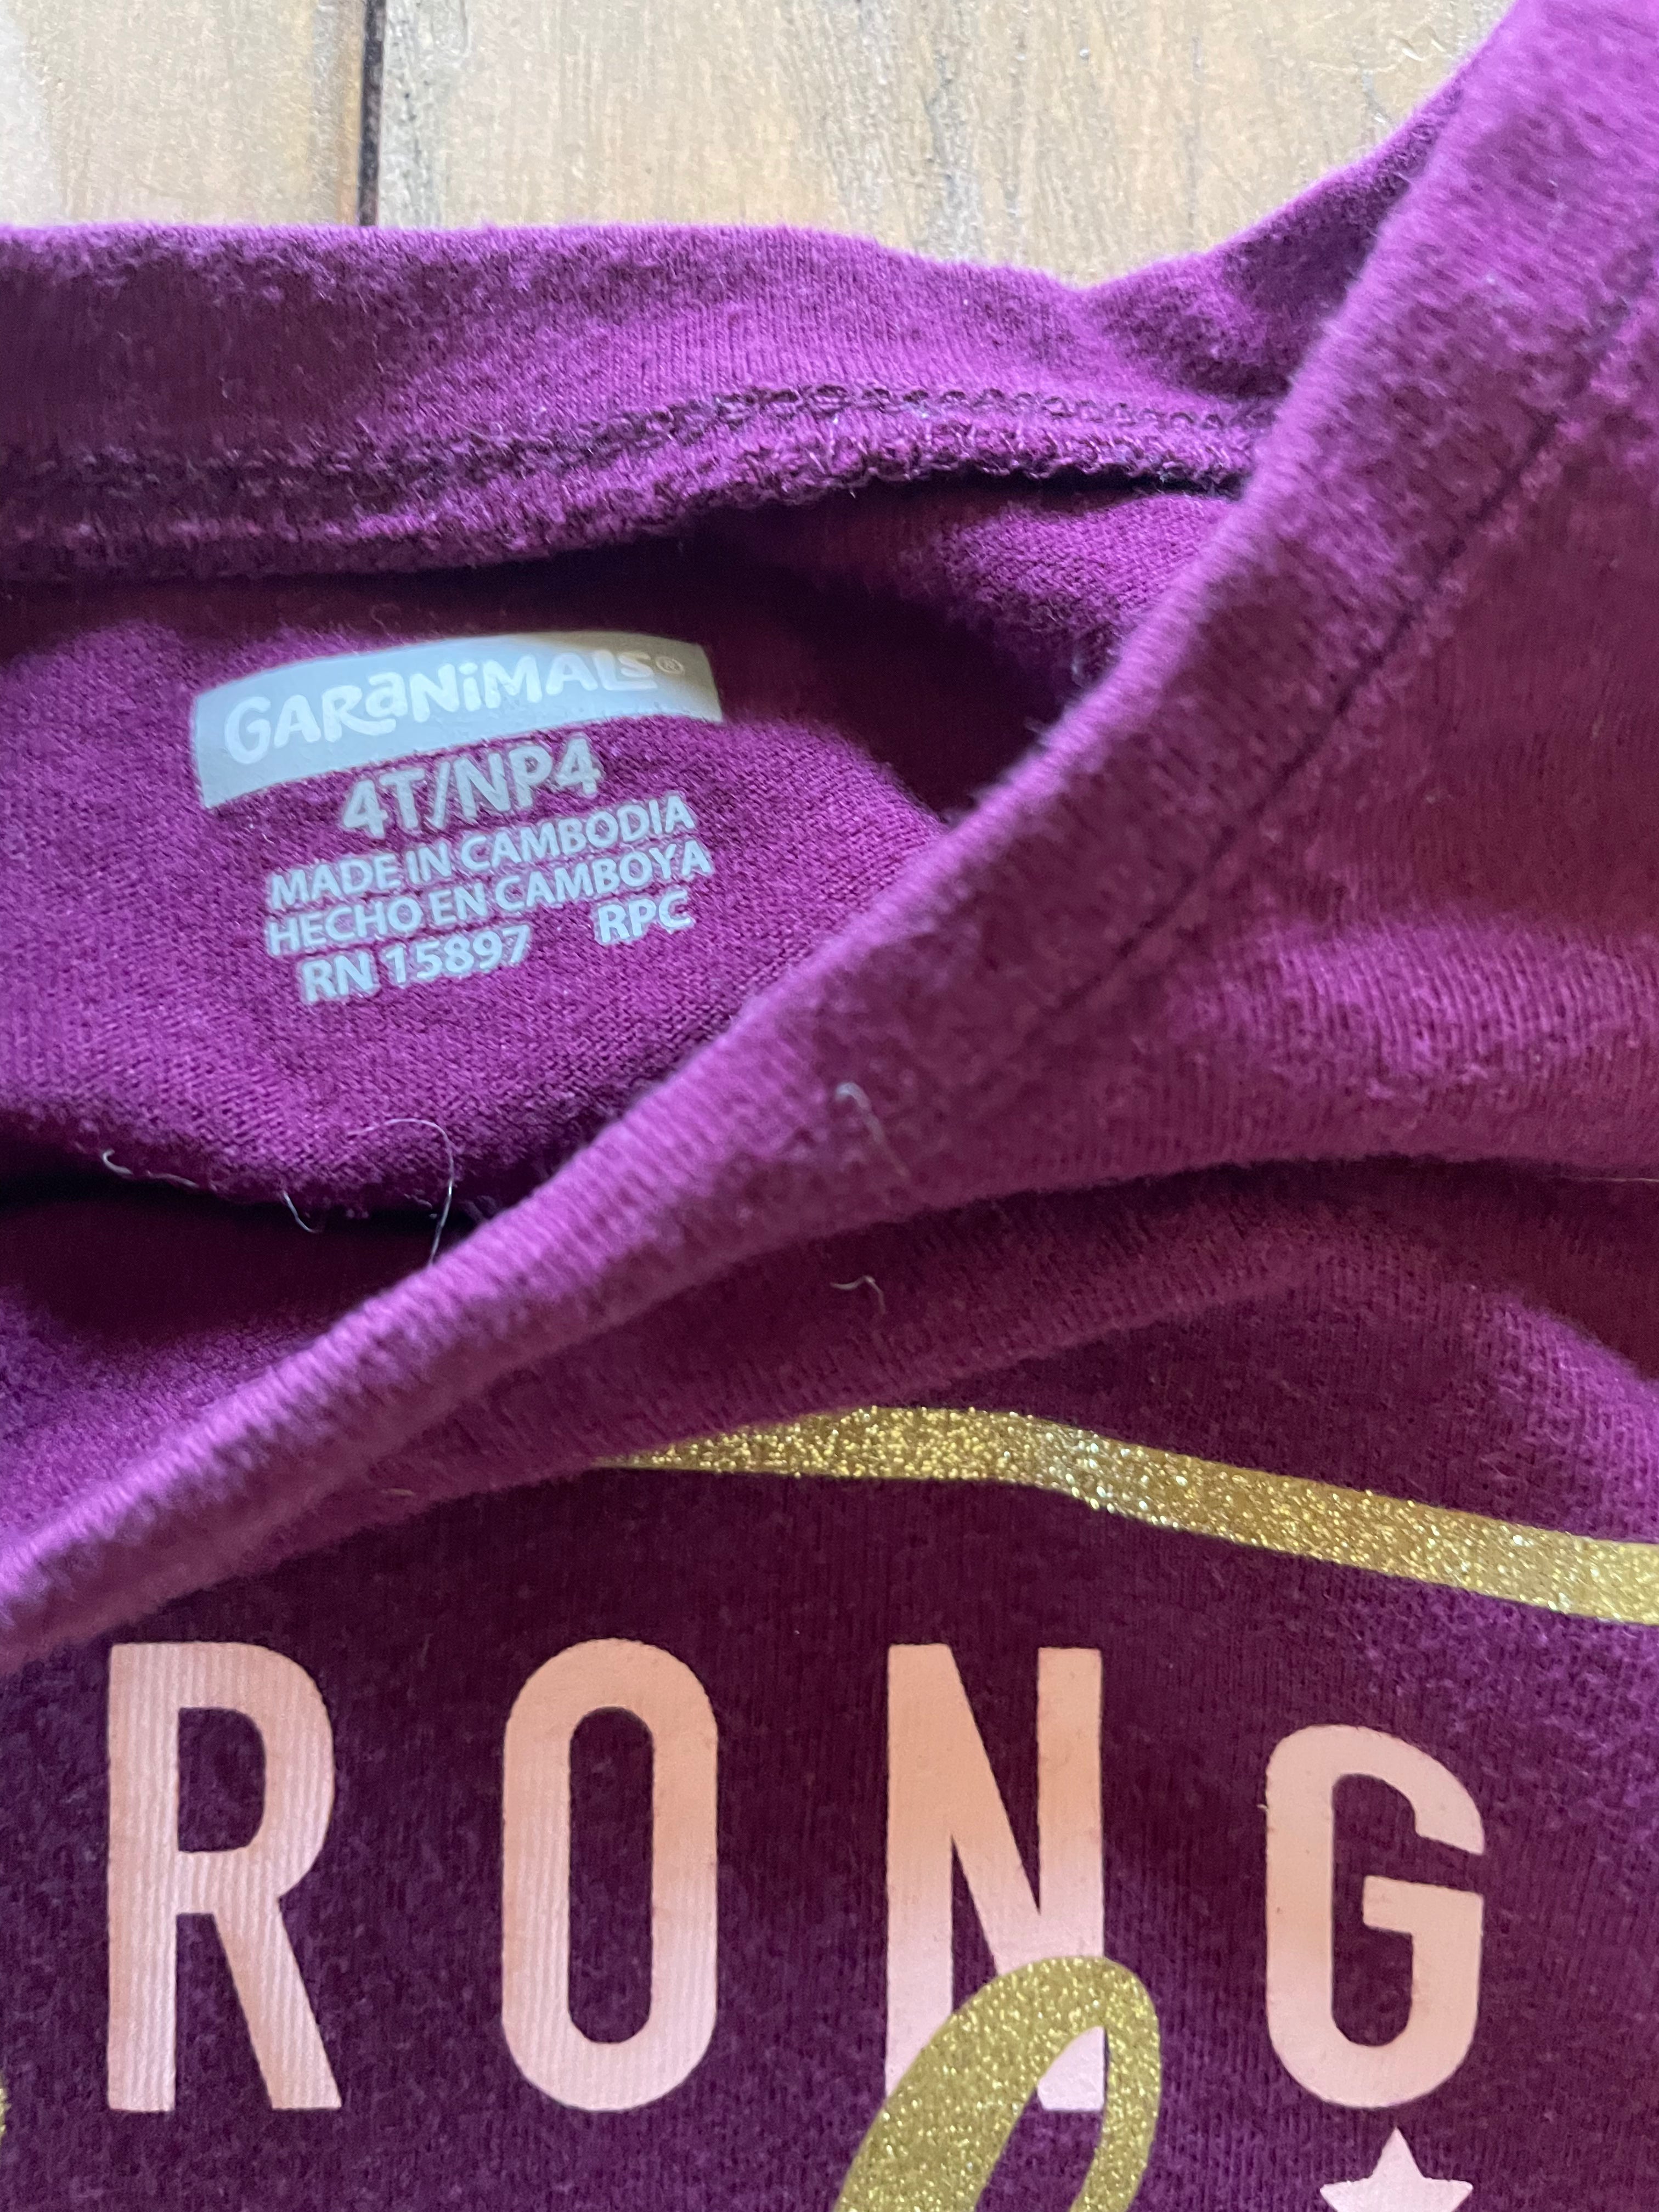 GARANiMALS®
4T/NP4
MADE IN CAMBODIA
HECHO EN CAMBOYA
RN 15897 RPC
RONG